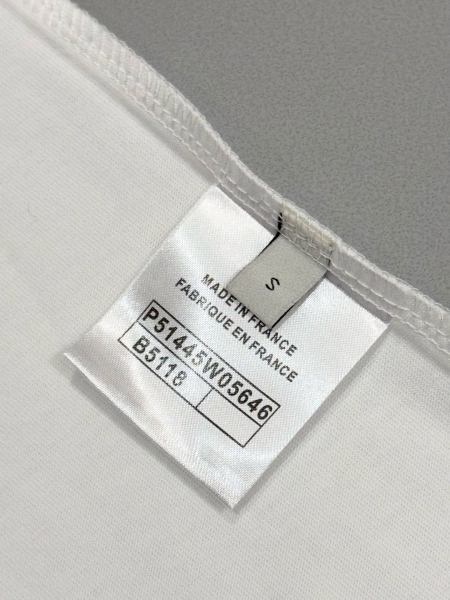 S
MADE IN FRANCE
FABRIQUE EN FRANCE
P51445W05646
B5118